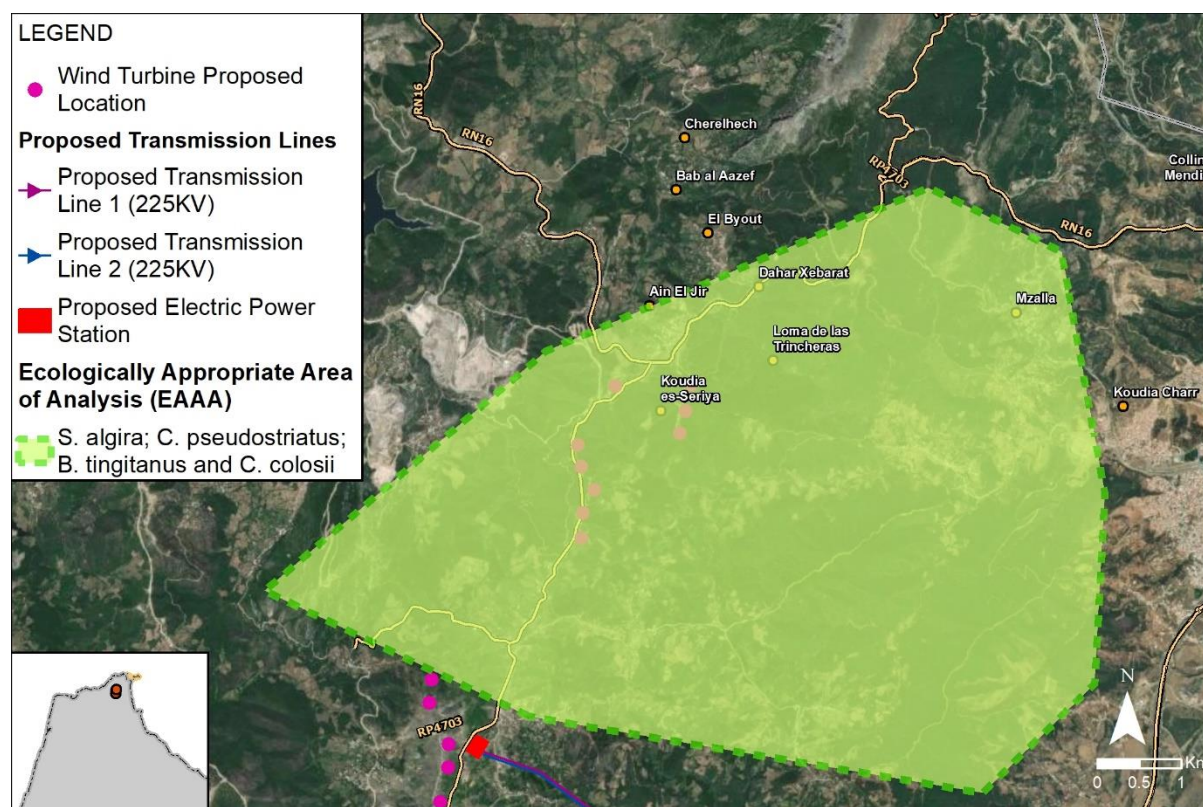 LEGEND
Wind Turbine Proposed
Location
Proposed Transmission Lines
Proposed Transmission
Line 1 (225KV)
Proposed Transmission
Line 2 (225KV)
Proposed Electric Power
Station
Ecologically Appropriate Area
of Analysis (EAAA)
S. algira; C. pseudostriatus;
B. tingitanus and C. colosii
RN16
RN16
Cherelhech
Bab al Aazef
El Byout
RP4703
Collin
Mendi
RN16
Dahar Xebarat
Ain El Jir
Mzalla
Loma de las
Trincheras
Koudia
es-Seriya
Koudia Charr
RP4703
N
Km
0 0.5 1